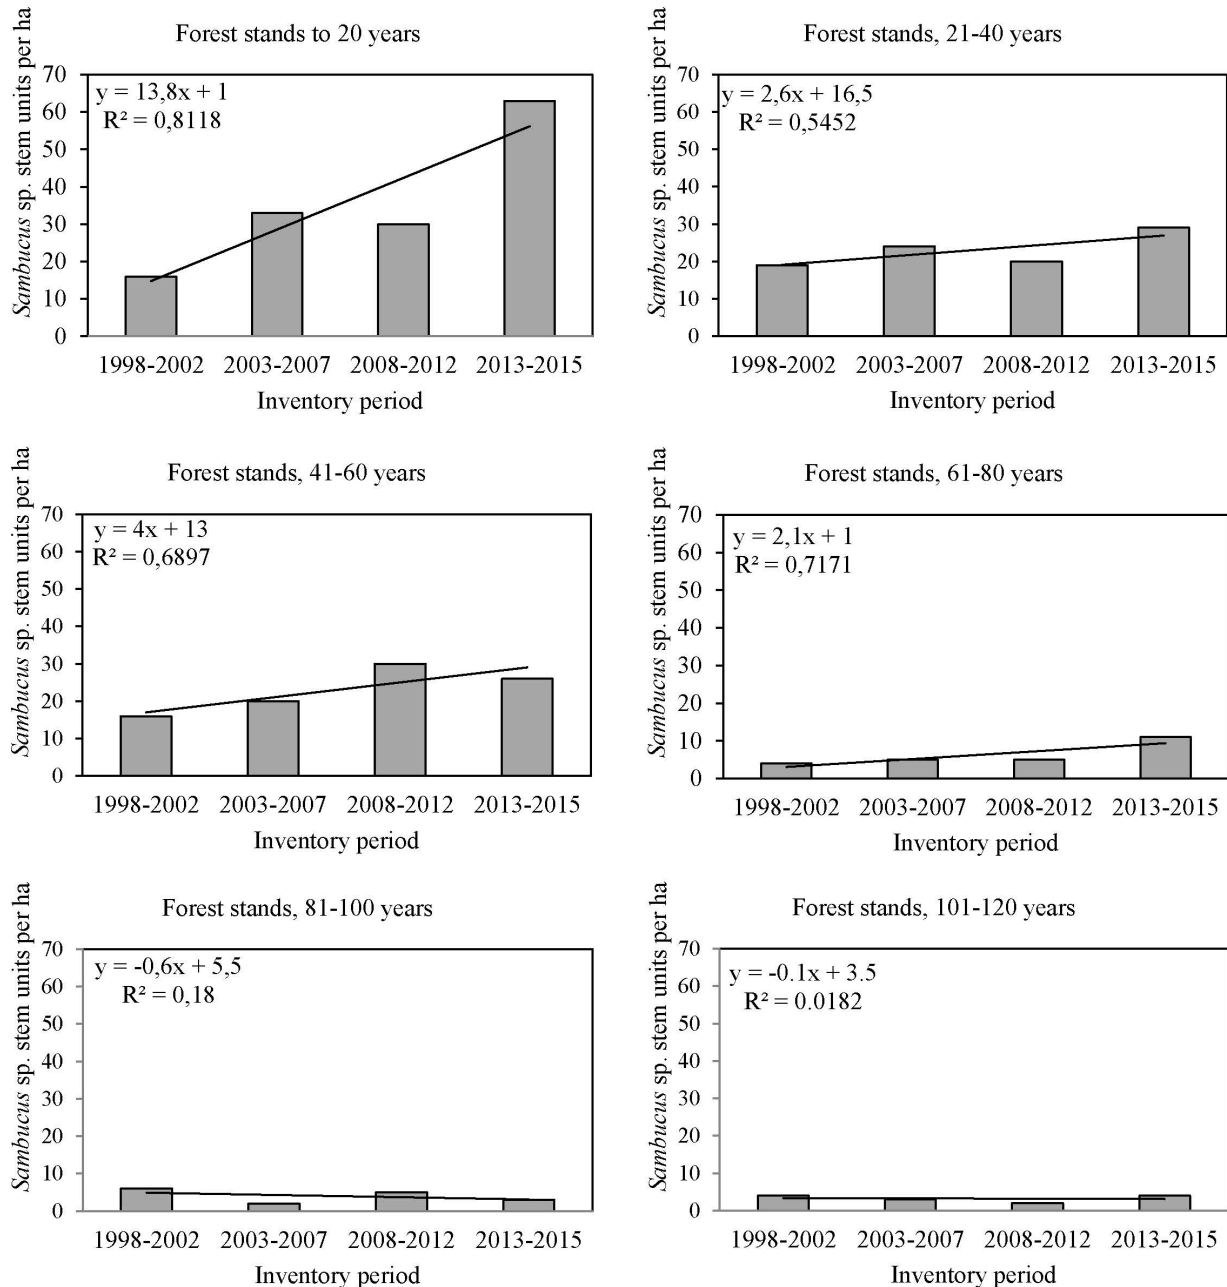 Forest stands to 20 years
Sambucus sp. stem units per ha
y = 13,8x + 1
R² = 0,8118
70
60
50
40
30
20
10
0
1998-2002 2003-2007 2008-2012 2013-2015
Inventory period
Forest stands, 21-40 years
Sambucus sp. stem units per ha
y = 2,6x + 16,5
R² = 0,5452
70
60
50
40
30
20
10
0
1998-2002 2003-2007 2008-2012 2013-2015
Inventory period
Forest stands, 41-60 years
Sambucus sp. stem units per ha
y = 4x + 13
R² = 0,6897
70
60
50
40
30
20
10
0
1998-2002 2003-2007 2008-2012 2013-2015
Inventory period
Forest stands, 61-80 years
Sambucus sp. stem units per ha
y = 2,1x + 1
R² = 0,7171
70
60
50
40
30
20
10
0
1998-2002 2003-2007 2008-2012 2013-2015
Inventory period
Forest stands, 81-100 years
Sambucus sp. stem units per ha
y = -0,6x + 5,5
R² = 0,18
70
60
50
40
30
20
10
0
1998-2002 2003-2007 2008-2012 2013-2015
Inventory period
Forest stands, 101-120 years
Sambucus sp. stem units per ha
y = -0.1x + 3.5
R² = 0.0182
70
60
50
40
30
20
10
0
1998-2002 2003-2007 2008-2012 2013-2015
Inventory period